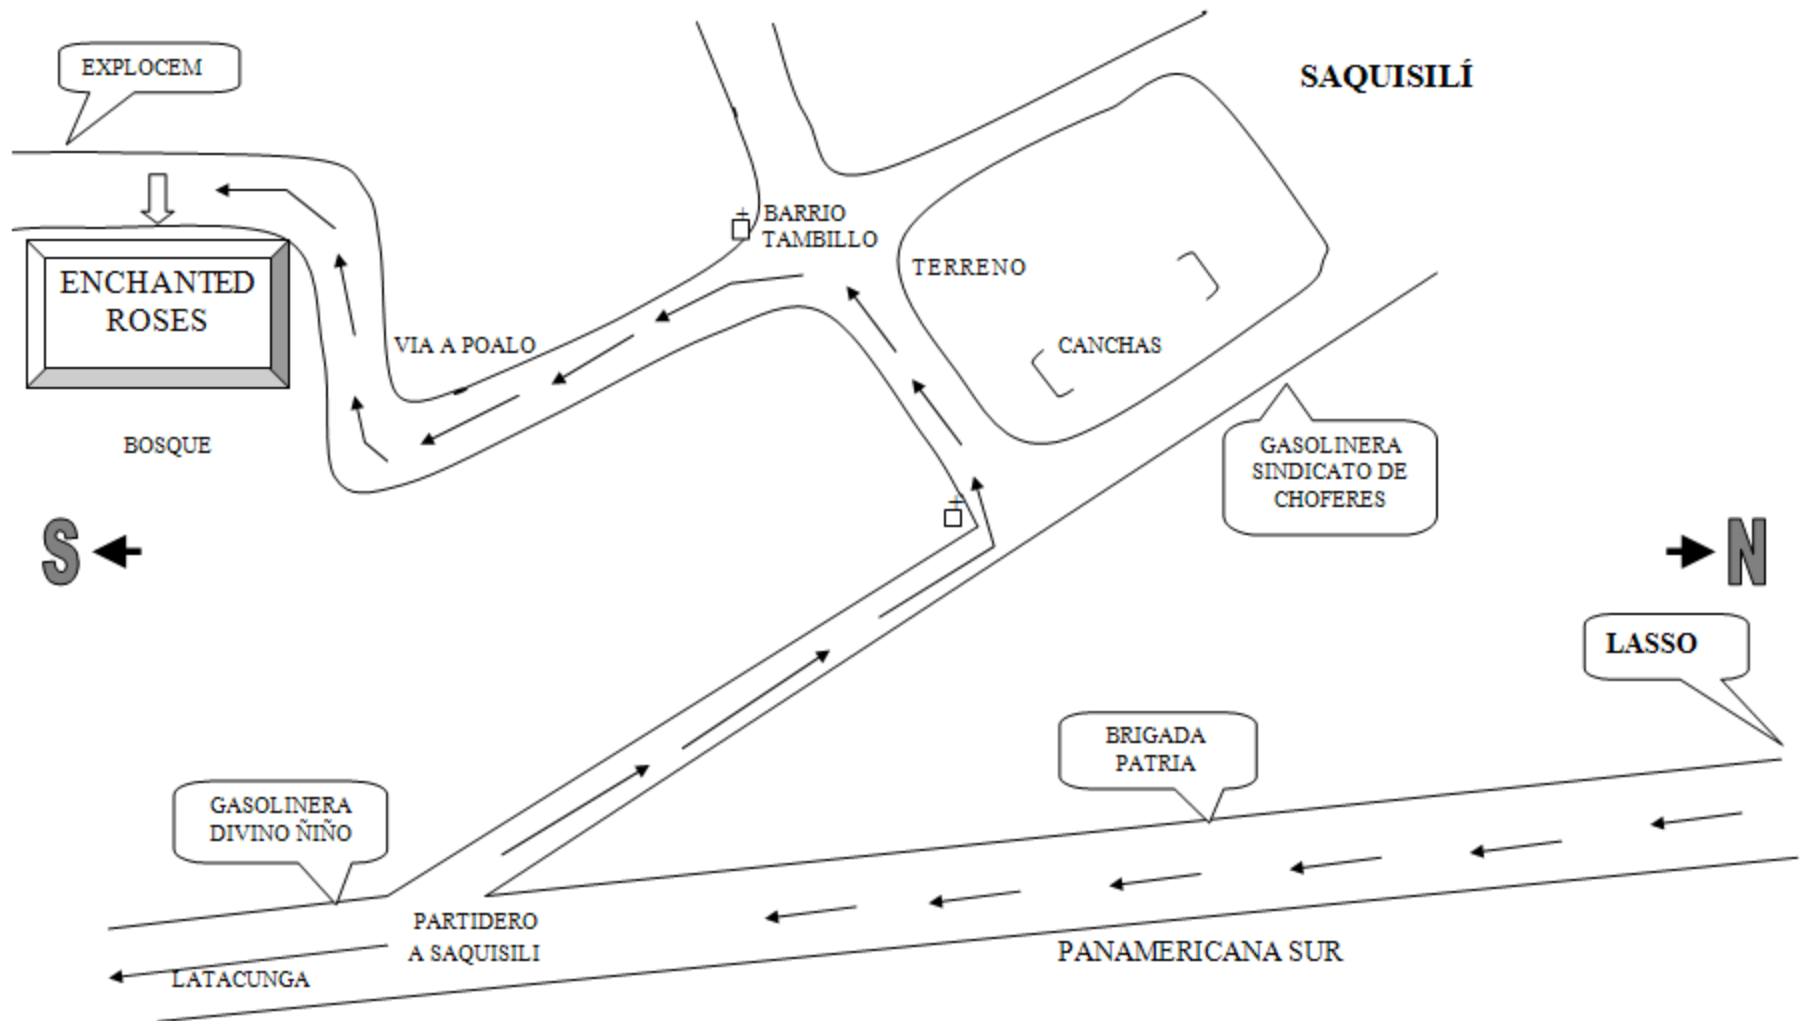 EXPLOCEM
SAQUISILÍ
BARRIO
TAMBILLO
TERRENO
ENCHANTED
ROSES
VIA A POALO
CANCHAS
BOSQUE
GASOLINERA
SINDICATO DE
CHOFERES
S
N
LASSO
BRIGADA
PATRIA
GASOLINERA
DIVINO ÑIÑO
PARTIDERO
A SAQUISILI
PANAMERICANA SUR
LATACUNGA